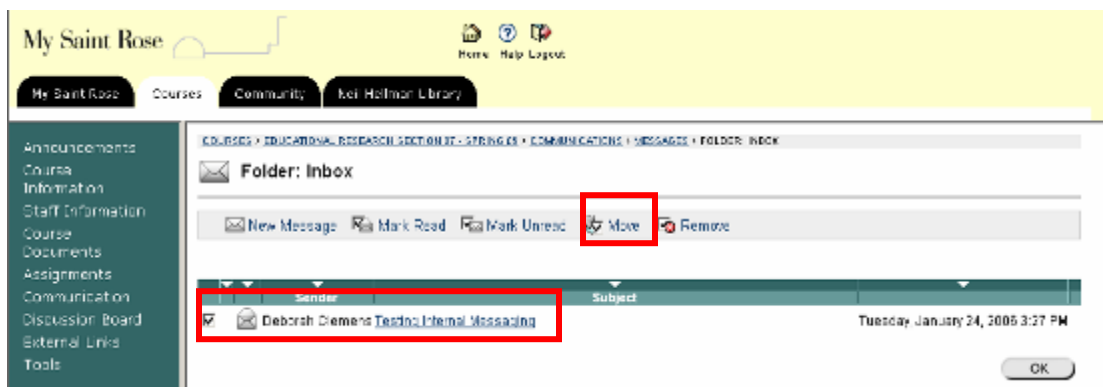 My Saint Rose
Home Help Logout
My Saint Rose Courses Community Neil Hellman Library
COURSES > EDUCATIONAL RESEARCH SECTION 07 - SPRING 05 > COMMUNICATIONS > MESSAGES > FOLDER: INBOX
Announcements
Course
Information
Staff Information
Course
Documents
Assignments
Communication
Discussion Board
External Links
Tools
Folder: Inbox
New Message Mark Read Mark Unread Move Remove
Sender Subject
Deborah Clemens Testing Internal Messaging Tuesday January 24, 2006 3:27 PM
OK